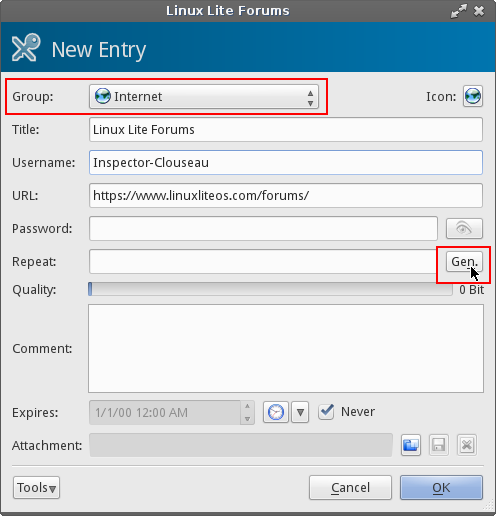 Linux Lite Forums
New Entry
Group: Internet Icon:
Title: Linux Lite Forums
Username: Inspector-Clouseau
URL: https://www.linuxliteos.com/forums/
Password:
Repeat: Gen.
Quality: 0 Bit
Comment:
Expires: 1/1/00 12:00 AM Never
Attachment:
Tools Cancel OK